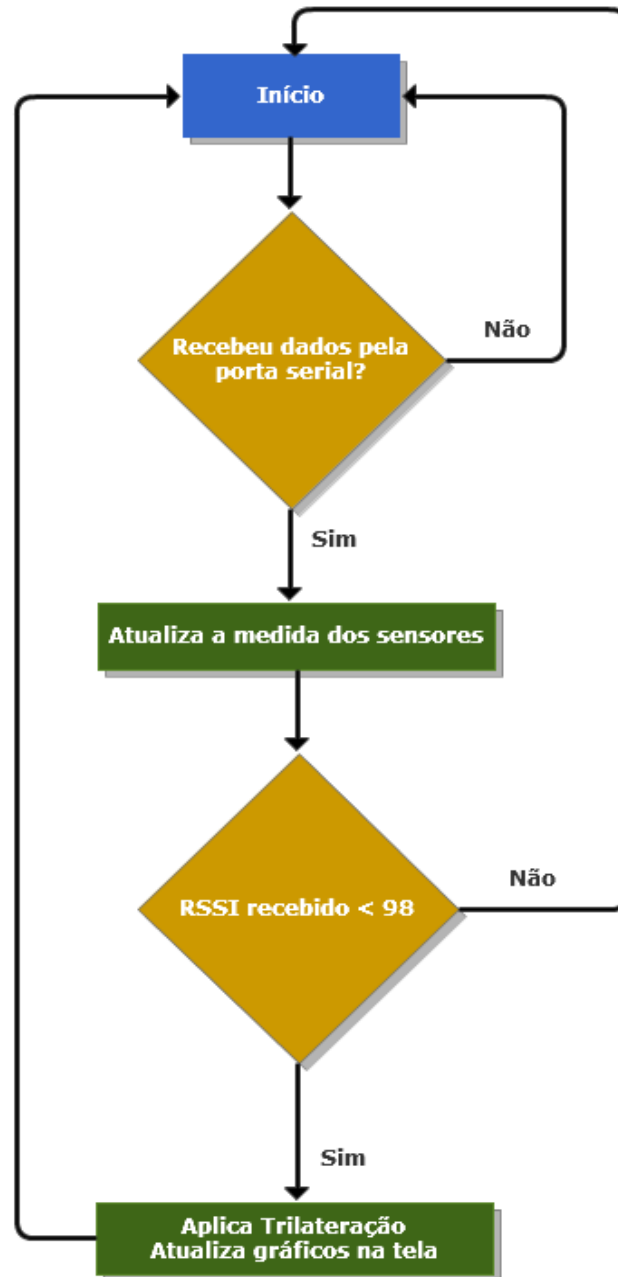 Início
Recebeu dados pela
porta serial?
Não
Sim
Atualiza a medida dos sensores
RSSI recebido < 98
Não
Sim
Aplica Trilateração
Atualiza gráficos na tela